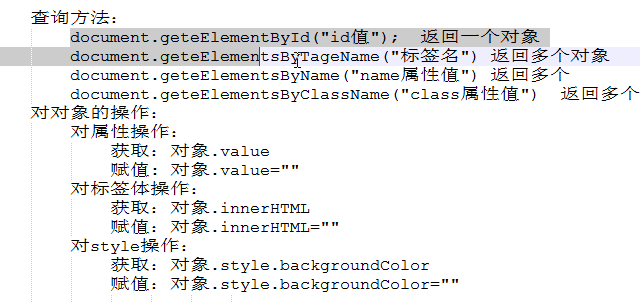 查询方法:
document.geteElementById("id值");  返回一个对象
document.geteElementsByTageName("标签名") 返回多个对象
document.geteElementsByName("name属性值") 返回多个
document.geteElementsByClassName("class属性值")  返回多个
对对象的操作:
对属性操作:
获取: 对象.value
赋值: 对象.value=""
对标签体操作:
获取: 对象.innerHTML
赋值: 对象.innerHTML=""
对style操作:
获取: 对象.style.backgroundColor
赋值: 对象.style.backgroundColor=""